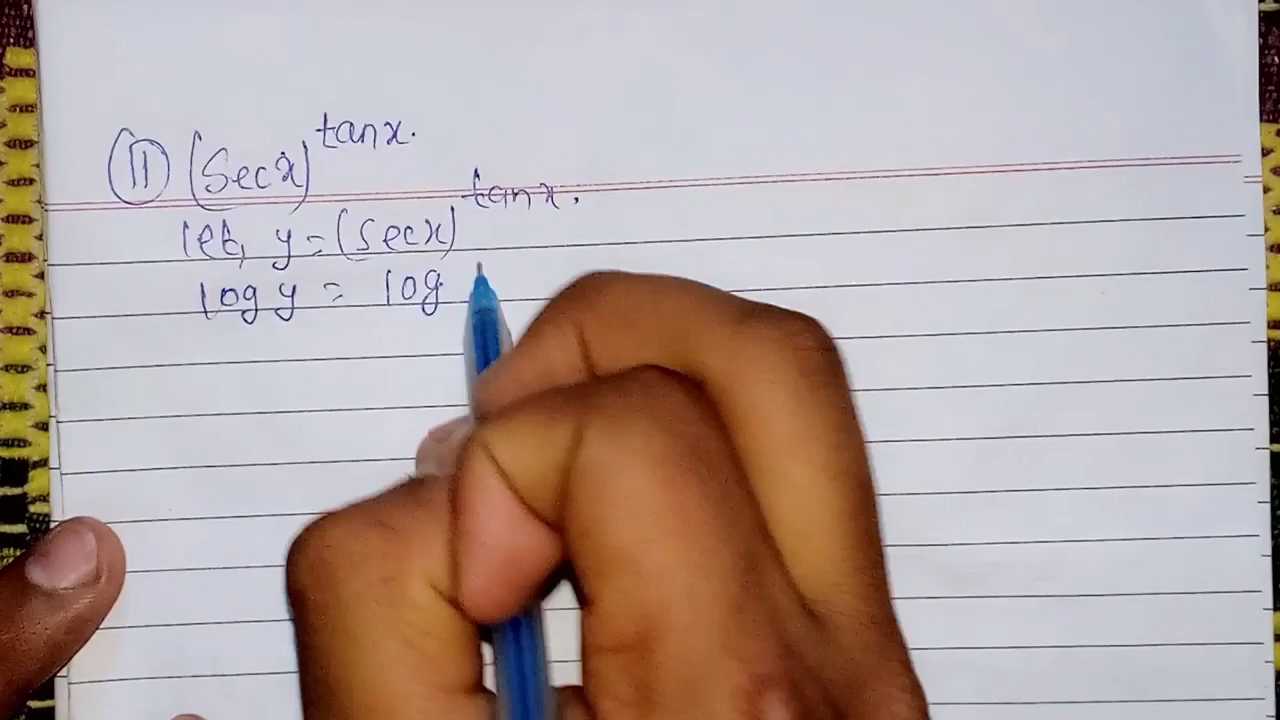 (11) (Secx)^tanx.
let, y = (secx)^tanx.
log y = log